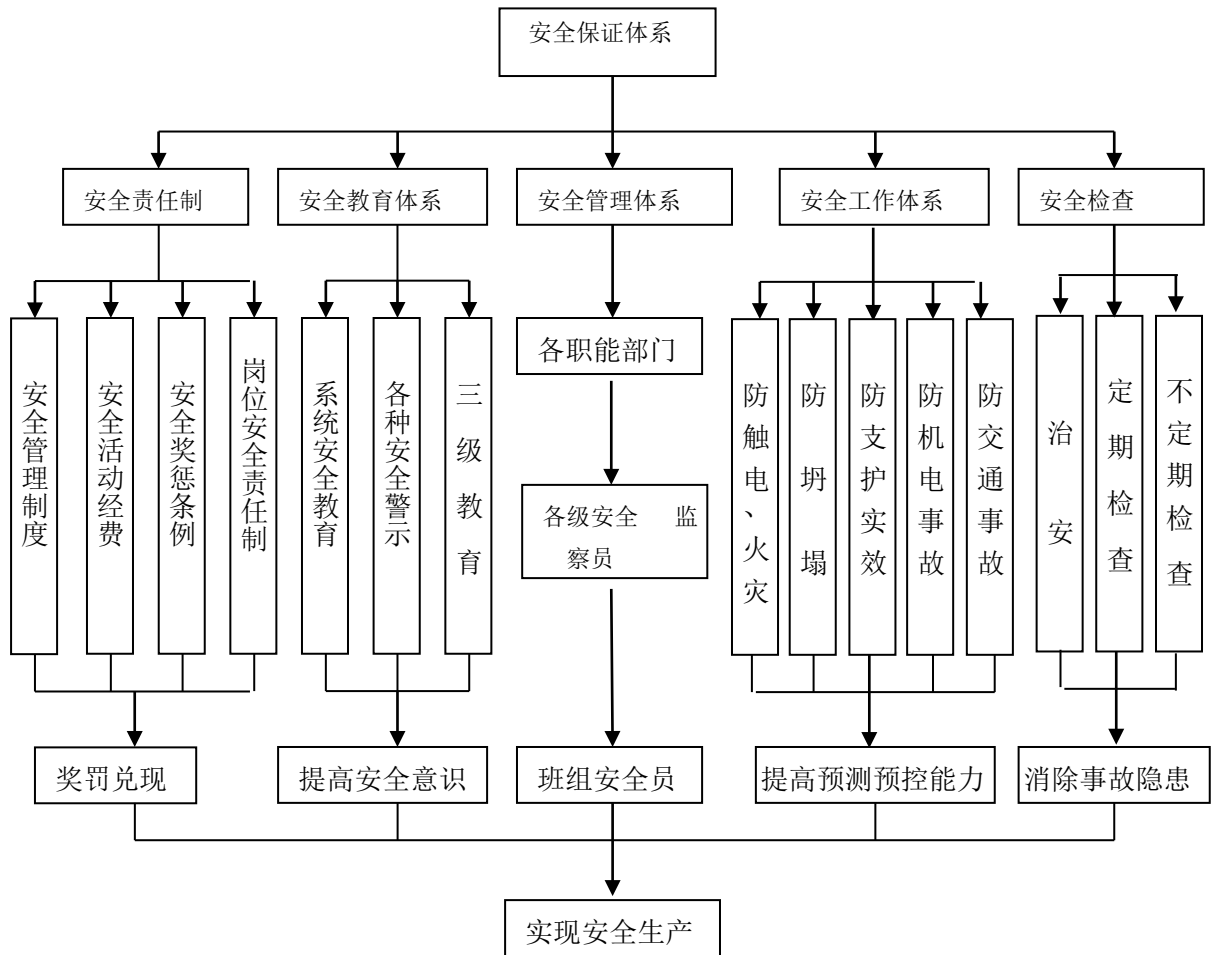 安全保证体系
安全责任制
安全教育体系
安全管理体系
安全工作体系
安全检查
安全管理制度
安全活动经费
安全奖惩条例
岗位安全责任制
系统安全教育
各种安全警示
三级教育
各职能部门
各级安全 监
察员
防触电、火灾
防坍塌
防支护实效
防机电事故
防交通事故
治安
定期检查
不定期检查
奖罚兑现
提高安全意识
班组安全员
提高预测预控能力
消除事故隐患
实现安全生产